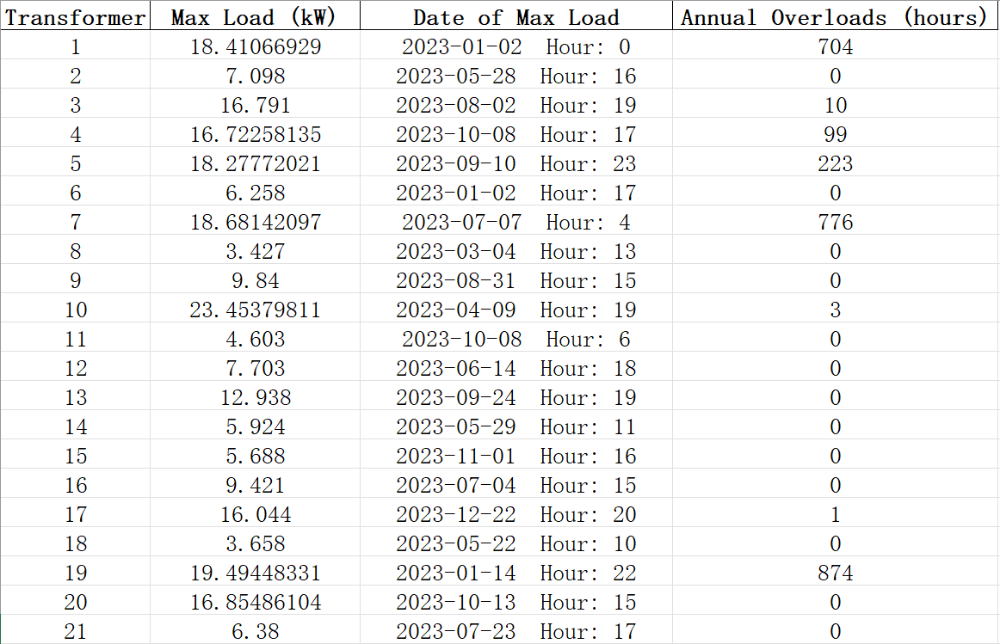 Transformer Max Load (kW) Date of Max Load Annual Overloads (hours)
1 18.41066929 2023-01-02 Hour: 0 704
2 7.098 2023-05-28 Hour: 16 0
3 16.791 2023-08-02 Hour: 19 10
4 16.72258135 2023-10-08 Hour: 17 99
5 18.27772021 2023-09-10 Hour: 23 223
6 6.258 2023-01-02 Hour: 17 0
7 18.68142097 2023-07-07 Hour: 4 776
8 3.427 2023-03-04 Hour: 13 0
9 9.84 2023-08-31 Hour: 15 0
10 23.45379811 2023-04-09 Hour: 19 3
11 4.603 2023-10-08 Hour: 6 0
12 7.703 2023-06-14 Hour: 18 0
13 12.938 2023-09-24 Hour: 19 0
14 5.924 2023-05-29 Hour: 11 0
15 5.688 2023-11-01 Hour: 16 0
16 9.421 2023-07-04 Hour: 15 0
17 16.044 2023-12-22 Hour: 20 1
18 3.658 2023-05-22 Hour: 10 0
19 19.49448331 2023-01-14 Hour: 22 874
20 16.85486104 2023-10-13 Hour: 15 0
21 6.38 2023-07-23 Hour: 17 0